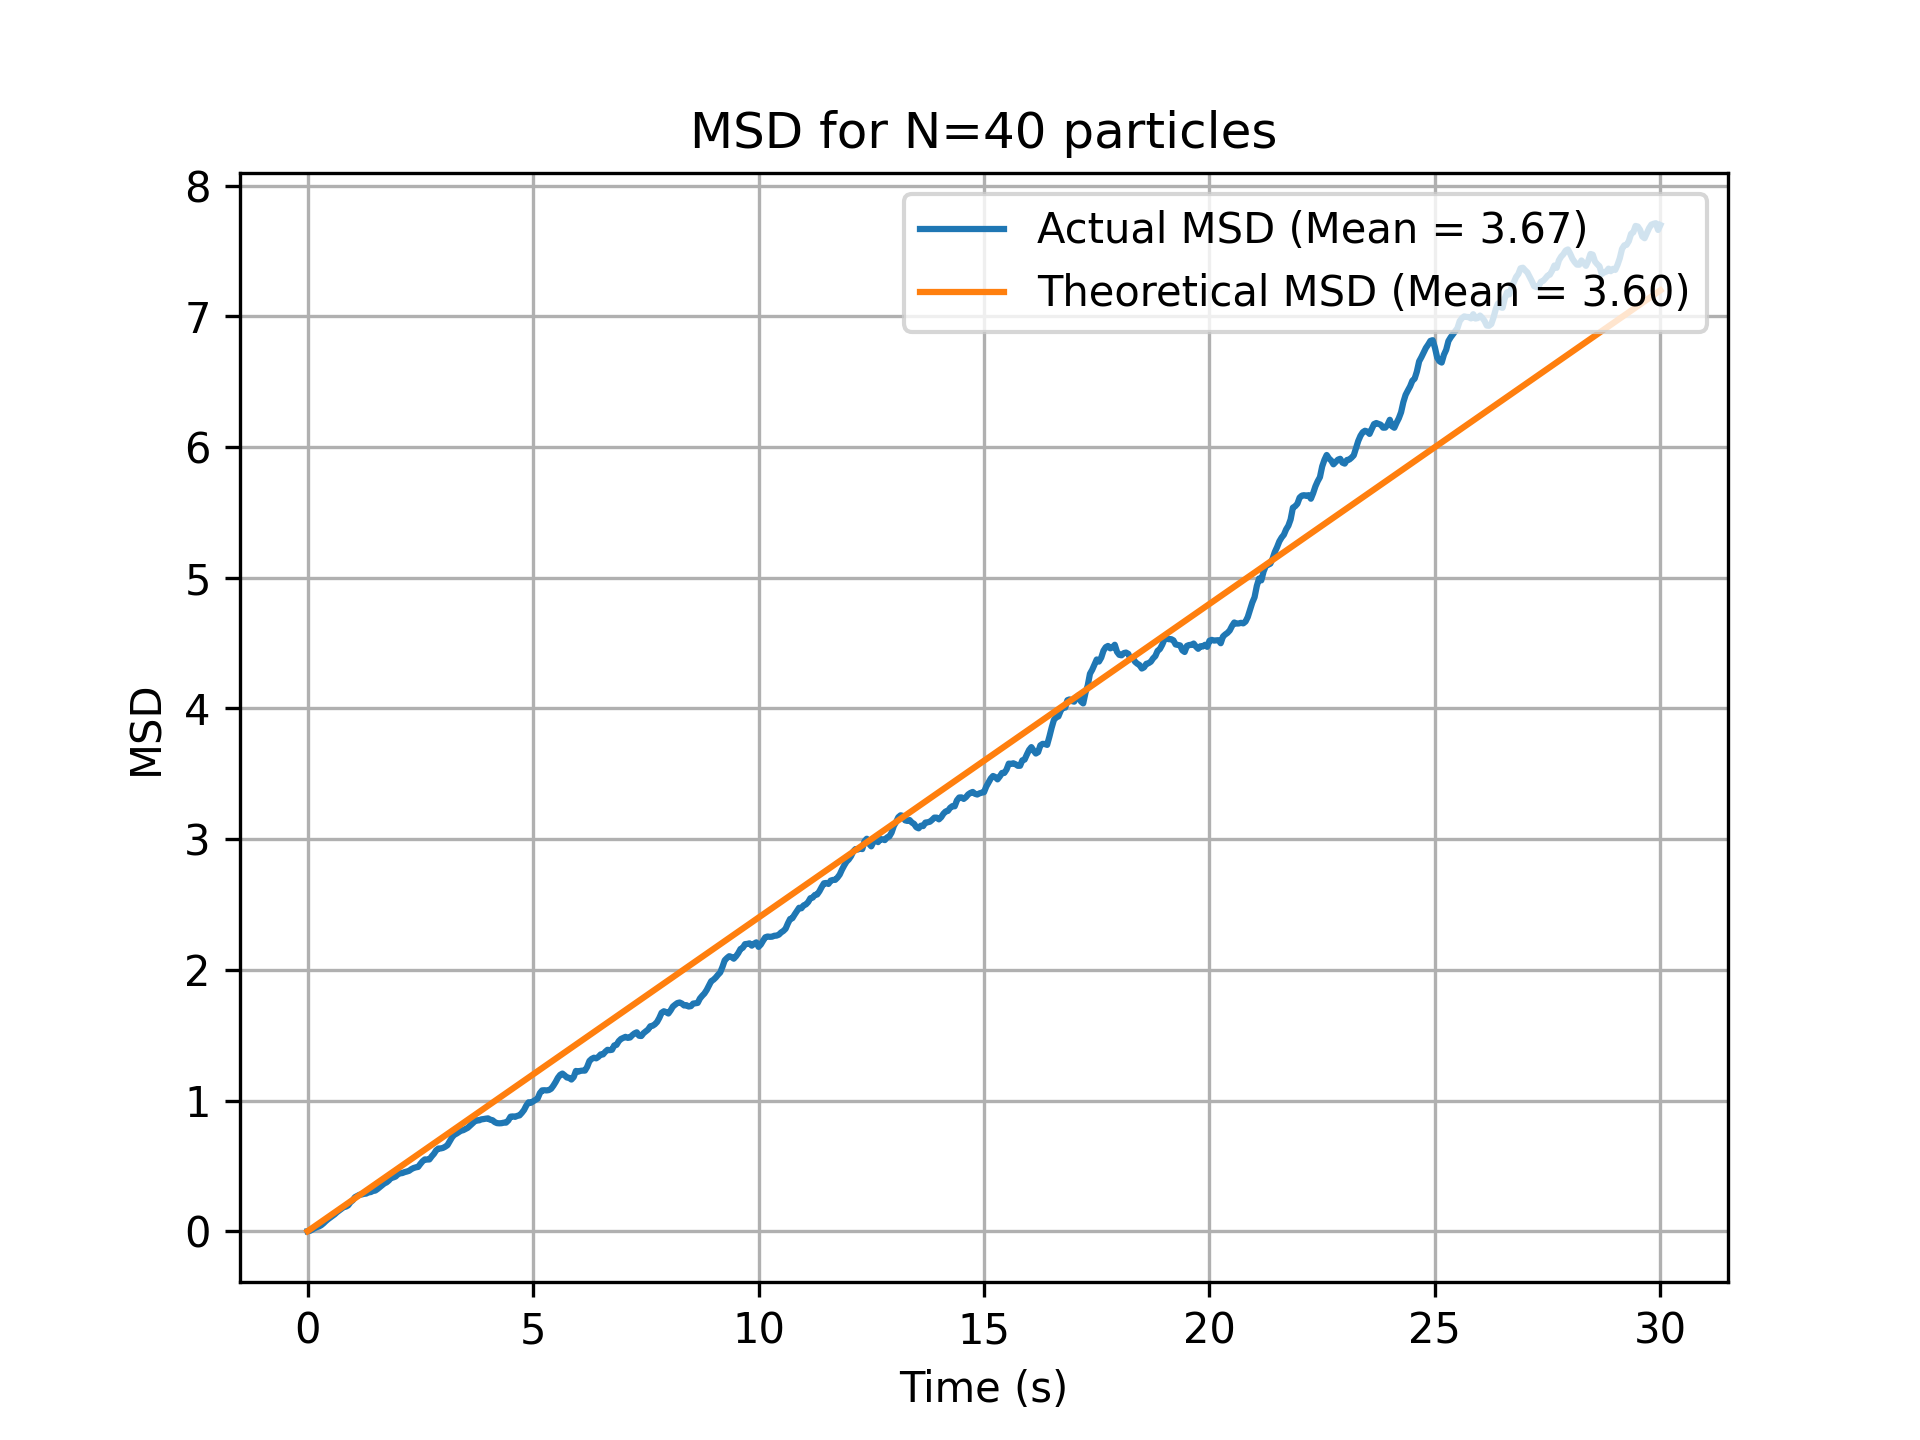 MSD for N=40 particles
Actual MSD (Mean = 3.67)
Theoretical MSD (Mean = 3.60)
8
7
6
5
4
3
2
1
0
MSD
0 5 10 15 20 25 30
Time (s)